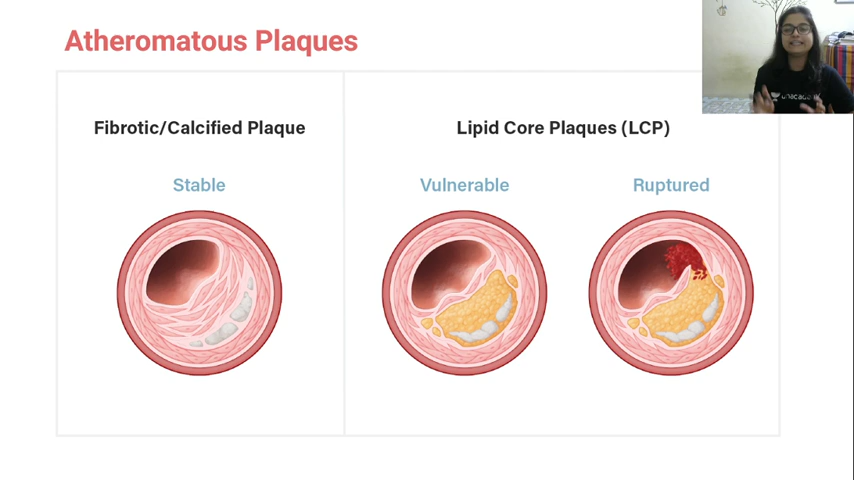 Atheromatous Plaques
Fibrotic/Calcified Plaque
Lipid Core Plaques (LCP)
Stable
Vulnerable
Ruptured